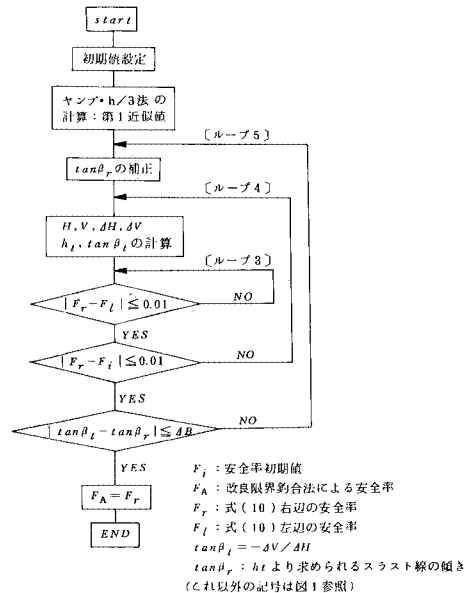 start
初期値設定
ヤンブ・h/3法の
計算：第1近似値
〔ループ5〕
tanβrの補正
〔ループ4〕
H,V,ΔH,ΔV
ht,tanβtの計算
〔ループ3〕
|Fr−Fl|≦0.01
NO
YES
|Fr−Fi|≦0.01
NO
YES
|tanβt−tanβr|≦ΔB
NO
YES
FA＝Fr
END
Fi：安全率初期値
FA：改良限界釣合法による安全率
Fr：式(10)右辺の安全率
Fl：式(10)左辺の安全率
tanβt＝−ΔV/ΔH
tanβr：htより求められるスラスト線の傾き
(これ以外の記号は図1参照)